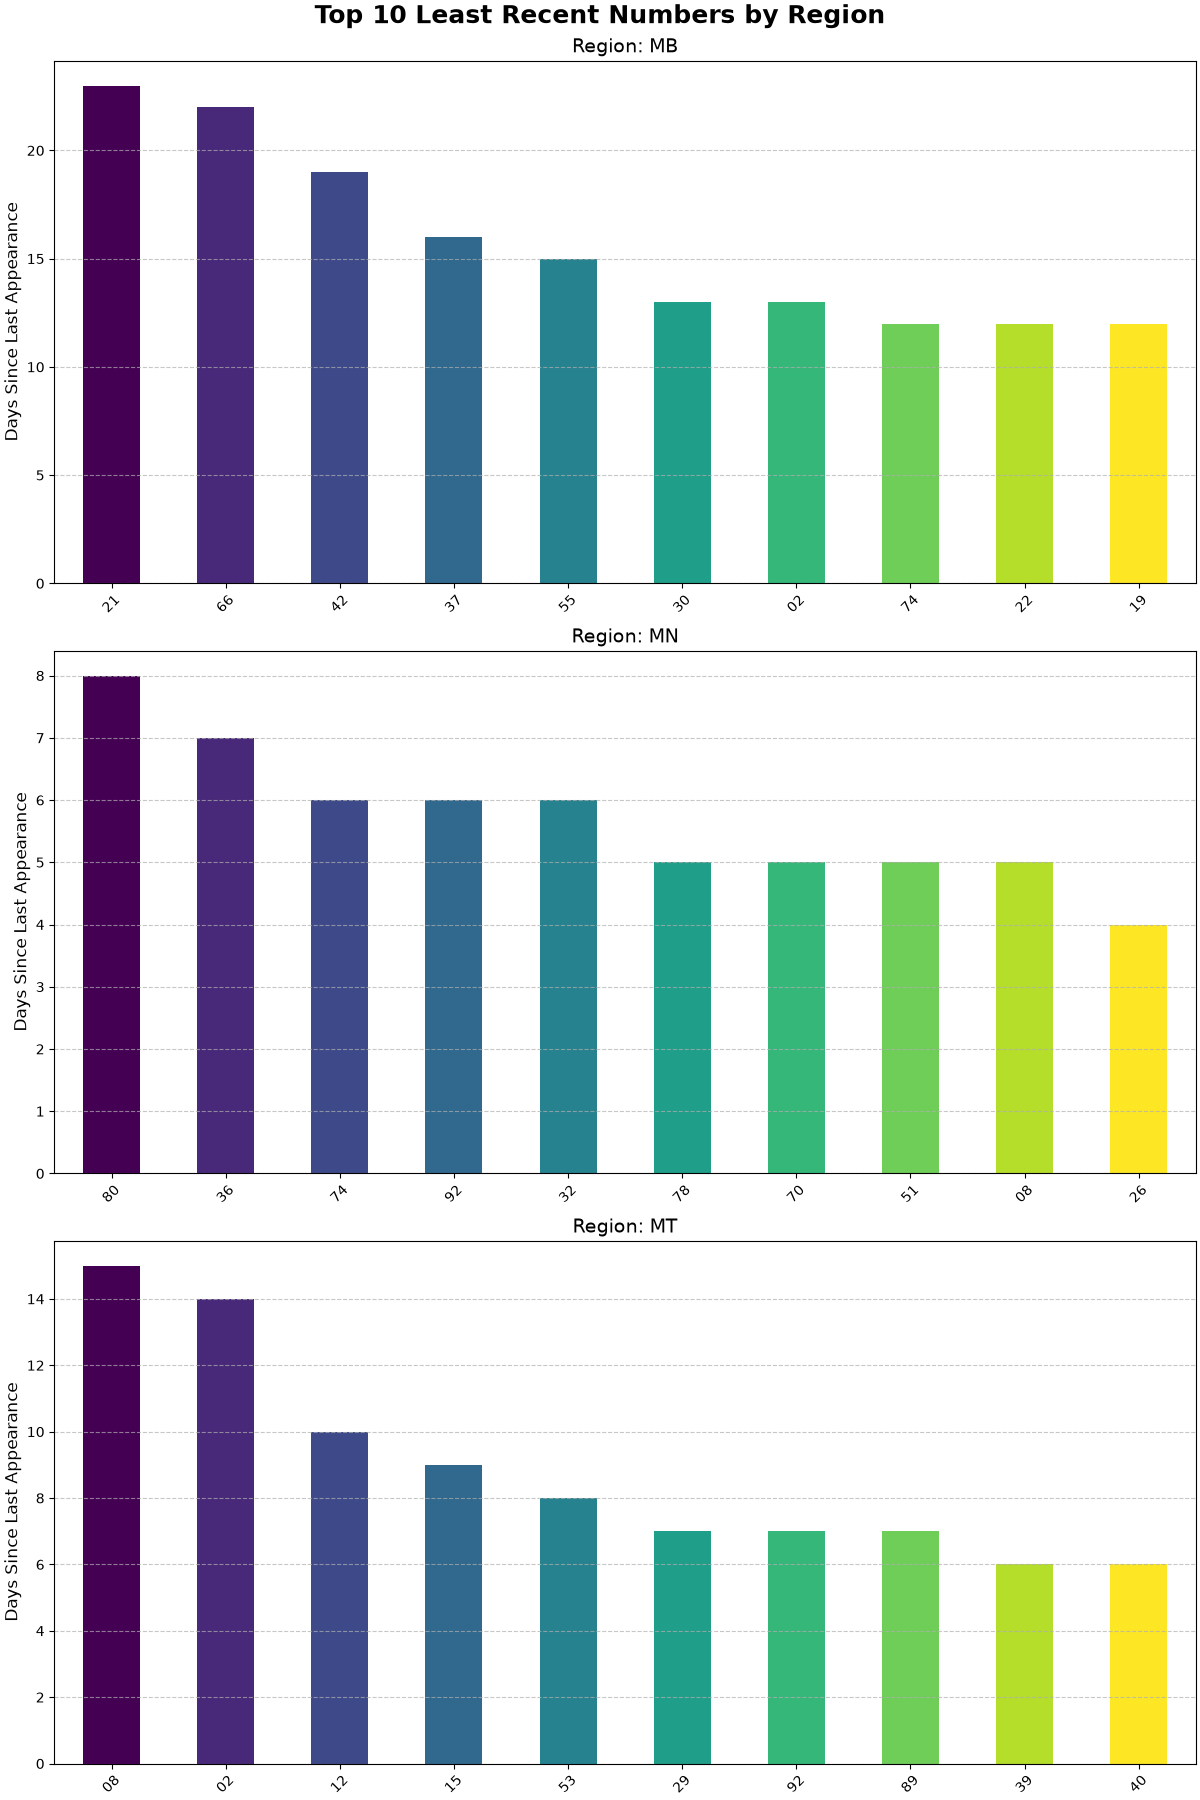 Top 10 Least Recent Numbers by Region
Region: MB
Days Since Last Appearance
20
15
10
5
0
21 66 42 37 55 30 02 74 22 19
Region: MN
Days Since Last Appearance
8
7
6
5
4
3
2
1
0
80 36 74 92 32 78 70 51 08 26
Region: MT
Days Since Last Appearance
14
12
10
8
6
4
2
0
08 02 12 15 53 29 92 89 39 40